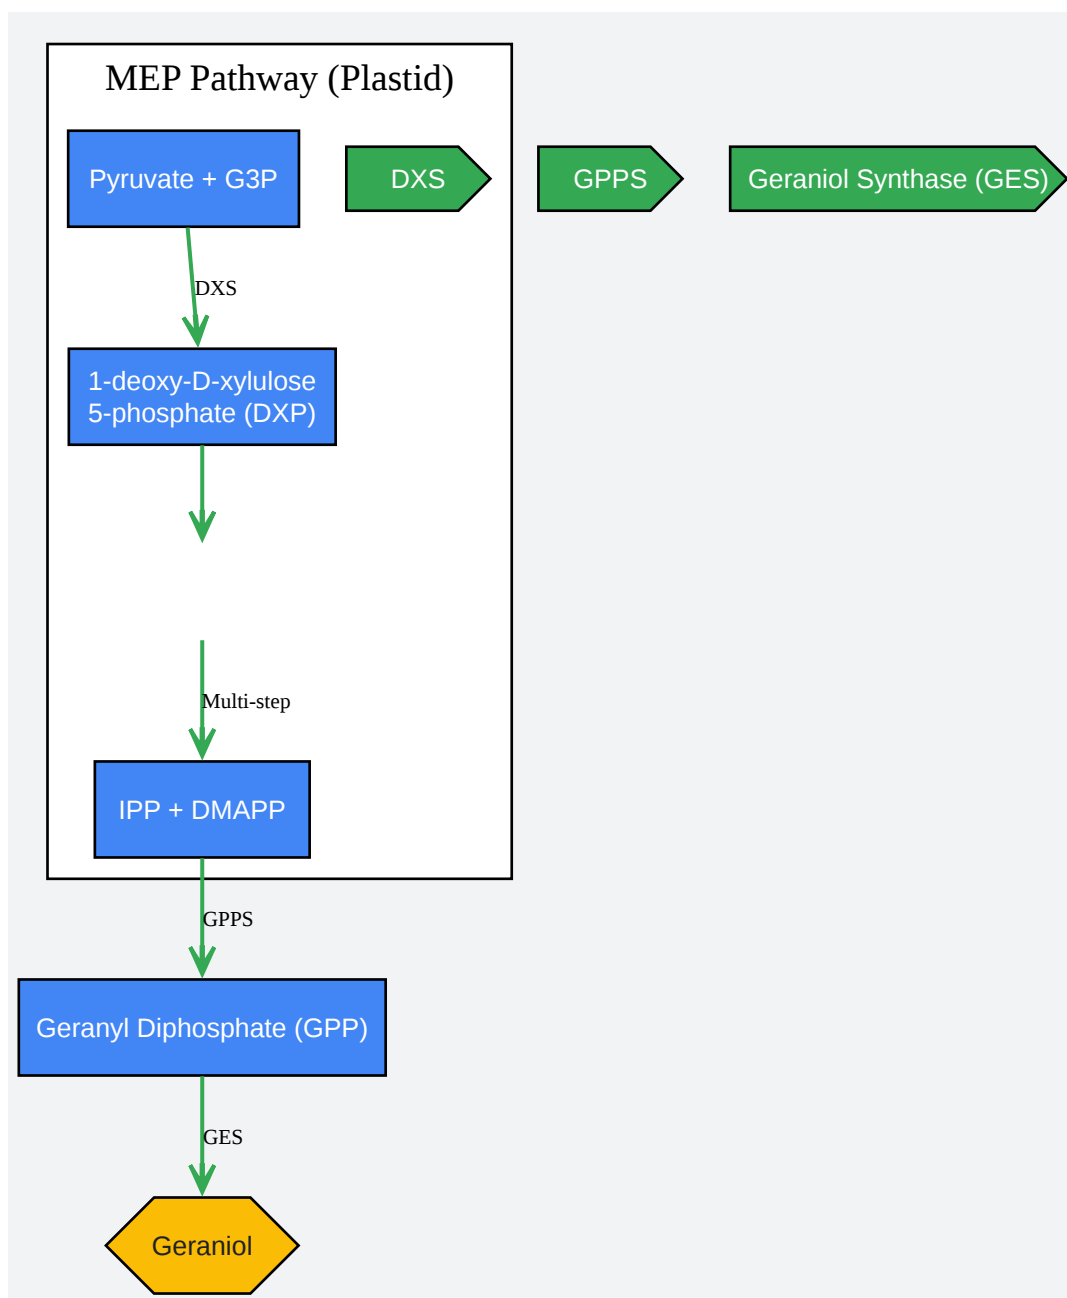 MEP Pathway (Plastid)
Pyruvate + G3P
DXS
GPPS
Geraniol Synthase (GES)
DXS
1-deoxy-D-xylulose
5-phosphate (DXP)
Multi-step
IPP + DMAPP
GPPS
Geranyl Diphosphate (GPP)
GES
Geraniol